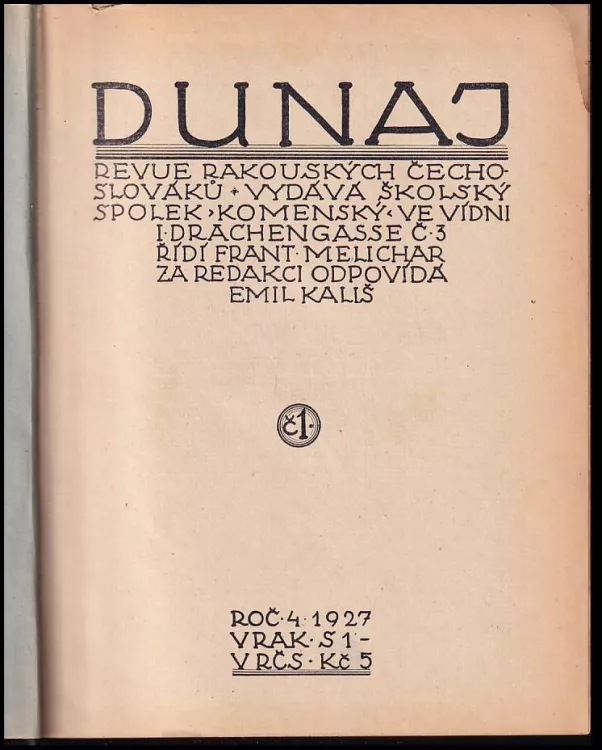 DUNAJ
REVUE RAKOUSKÝCH ČECHO-
SLOVÁKŮ + VYDÁVÁ ŠKOLSKÝ
SPOLEK › KOMENSKÝ ‹ VE VÍDNI
I·DRACHENGASSE Č·3
ŘÍDÍ FRANT·MELICHAR
ZA REDAKCI ODPOVÍDÁ
EMIL KALIŠ
č1·
ROČ·4·1927
V RAK·S 1–
V RČS·Kč 5